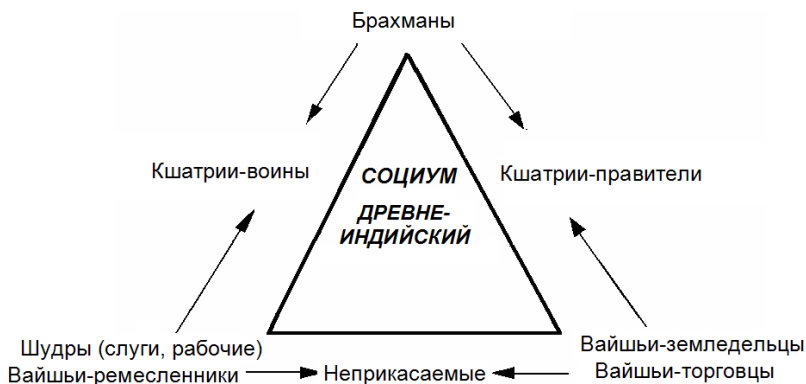 Брахманы
Кшатрии-воины
СОЦИУМ
ДРЕВНЕ-
ИНДИЙСКИЙ
Кшатрии-правители
Шудры (слуги, рабочие)
Вайшьи-ремесленники
Неприкасаемые
Вайшьи-земледельцы
Вайшьи-торговцы